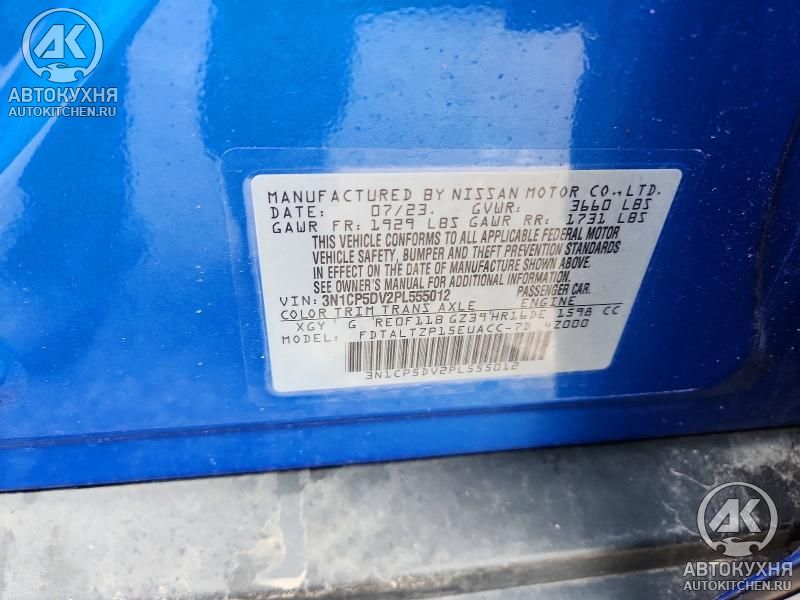 AK
АВТОКУХНЯ
AUTOKITCHEN.RU
MANUFACTURED BY NISSAN MOTOR CO.,LTD.
DATE: 07/23. GVWR: 3660 LBS
GAWR FR: 1929 LBS GAWR RR: 1731 LBS
THIS VEHICLE CONFORMS TO ALL APPLICABLE FEDERAL MOTOR
VEHICLE SAFETY, BUMPER, AND THEFT PREVENTION STANDARDS
IN EFFECT ON THE DATE OF MANUFACTURE SHOWN ABOVE.
SEE OWNER'S MANUAL FOR ADDITIONAL INFORMATION.
VIN: 3N1CP5DV2PL555012 PASSENGER CAR.
COLOR TRIM TRANS AXLE ENGINE
XGY G RE0F11B GZ39 HR16DE 1598 CC
MODEL: FDTALTZP15EUACC-7D 4Z000
3N1CP5DV2PL555012
AK
АВТОКУХНЯ
AUTOKITCHEN.RU